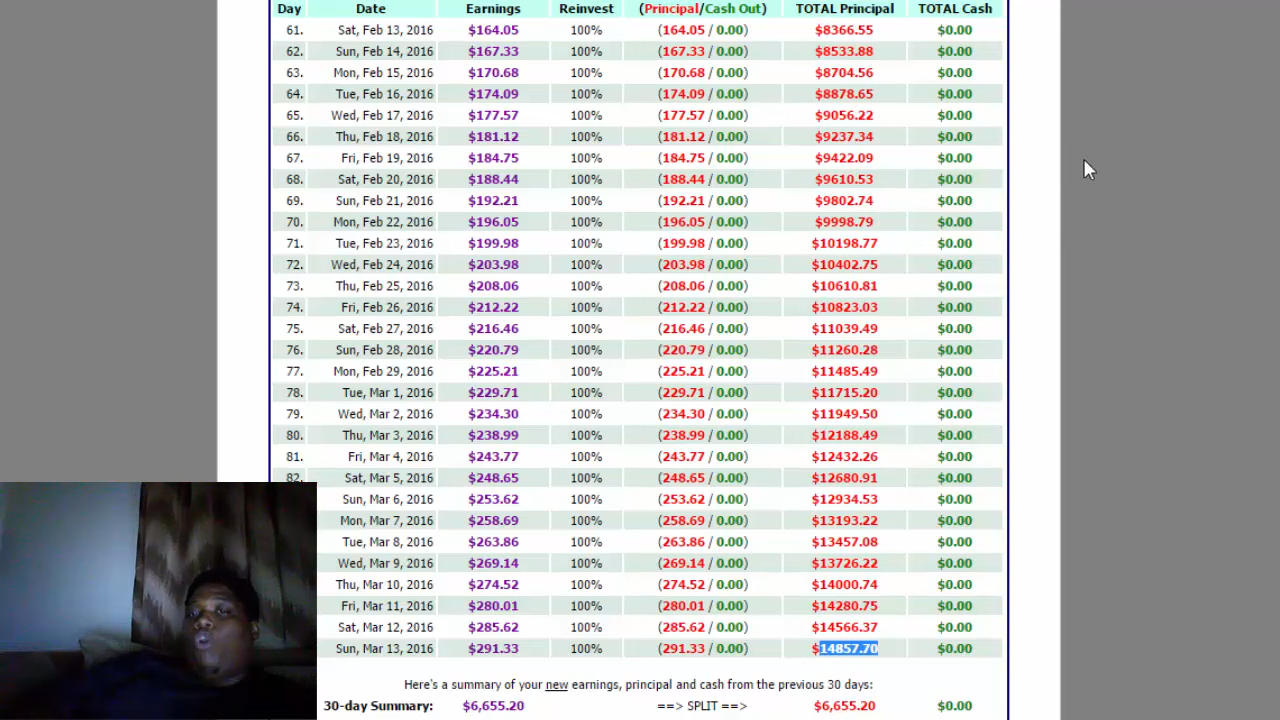 Day Date Earnings Reinvest (Principal/Cash Out) TOTAL Principal TOTAL Cash
61. Sat, Feb 13, 2016 $164.05 100% (164.05 / 0.00) $8366.55 $0.00
62. Sun, Feb 14, 2016 $167.33 100% (167.33 / 0.00) $8533.88 $0.00
63. Mon, Feb 15, 2016 $170.68 100% (170.68 / 0.00) $8704.56 $0.00
64. Tue, Feb 16, 2016 $174.09 100% (174.09 / 0.00) $8878.65 $0.00
65. Wed, Feb 17, 2016 $177.57 100% (177.57 / 0.00) $9056.22 $0.00
66. Thu, Feb 18, 2016 $181.12 100% (181.12 / 0.00) $9237.34 $0.00
67. Fri, Feb 19, 2016 $184.75 100% (184.75 / 0.00) $9422.09 $0.00
68. Sat, Feb 20, 2016 $188.44 100% (188.44 / 0.00) $9610.53 $0.00
69. Sun, Feb 21, 2016 $192.21 100% (192.21 / 0.00) $9802.74 $0.00
70. Mon, Feb 22, 2016 $196.05 100% (196.05 / 0.00) $9998.79 $0.00
71. Tue, Feb 23, 2016 $199.98 100% (199.98 / 0.00) $10198.77 $0.00
72. Wed, Feb 24, 2016 $203.98 100% (203.98 / 0.00) $10402.75 $0.00
73. Thu, Feb 25, 2016 $208.06 100% (208.06 / 0.00) $10610.81 $0.00
74. Fri, Feb 26, 2016 $212.22 100% (212.22 / 0.00) $10823.03 $0.00
75. Sat, Feb 27, 2016 $216.46 100% (216.46 / 0.00) $11039.49 $0.00
76. Sun, Feb 28, 2016 $220.79 100% (220.79 / 0.00) $11260.28 $0.00
77. Mon, Feb 29, 2016 $225.21 100% (225.21 / 0.00) $11485.49 $0.00
78. Tue, Mar 1, 2016 $229.71 100% (229.71 / 0.00) $11715.20 $0.00
79. Wed, Mar 2, 2016 $234.30 100% (234.30 / 0.00) $11949.50 $0.00
80. Thu, Mar 3, 2016 $238.99 100% (238.99 / 0.00) $12188.49 $0.00
81. Fri, Mar 4, 2016 $243.77 100% (243.77 / 0.00) $12432.26 $0.00
82. Sat, Mar 5, 2016 $248.65 100% (248.65 / 0.00) $12680.91 $0.00
Sun, Mar 6, 2016 $253.62 100% (253.62 / 0.00) $12934.53 $0.00
Mon, Mar 7, 2016 $258.69 100% (258.69 / 0.00) $13193.22 $0.00
Tue, Mar 8, 2016 $263.86 100% (263.86 / 0.00) $13457.08 $0.00
Wed, Mar 9, 2016 $269.14 100% (269.14 / 0.00) $13726.22 $0.00
Thu, Mar 10, 2016 $274.52 100% (274.52 / 0.00) $14000.74 $0.00
Fri, Mar 11, 2016 $280.01 100% (280.01 / 0.00) $14280.75 $0.00
Sat, Mar 12, 2016 $285.62 100% (285.62 / 0.00) $14566.37 $0.00
Sun, Mar 13, 2016 $291.33 100% (291.33 / 0.00) $14857.70 $0.00
Here's a summary of your new earnings, principal and cash from the previous 30 days:
30-day Summary: $6,655.20 ==> SPLIT ==> $6,655.20 $0.00